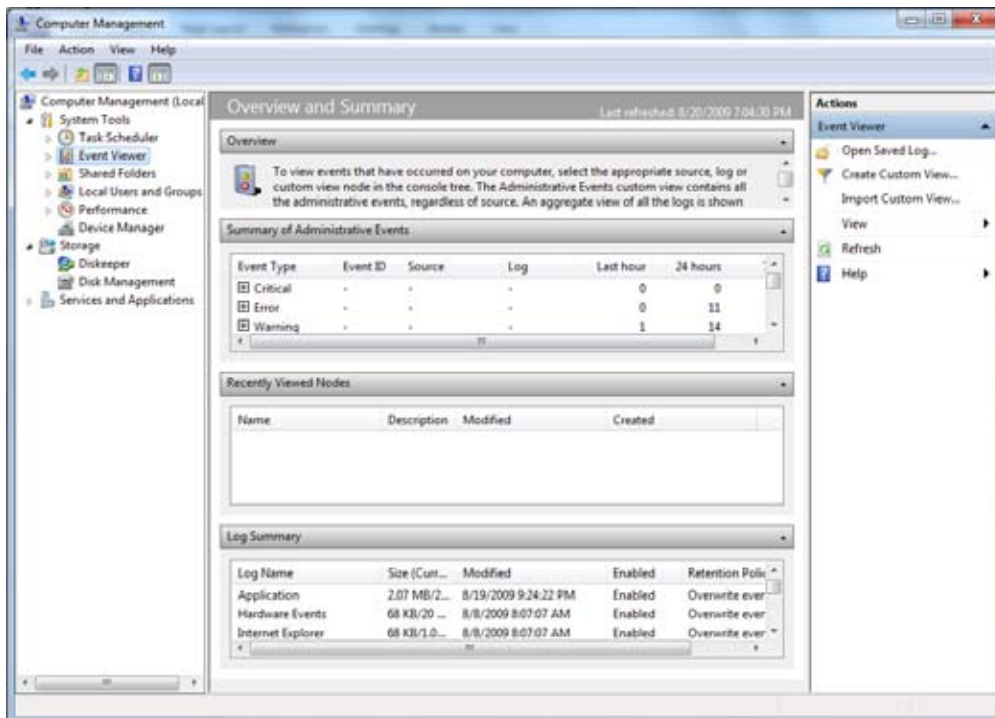 Computer Management
File Action View Help
Computer Management (Local
System Tools
Task Scheduler
Event Viewer
Shared Folders
Local Users and Groups
Performance
Device Manager
Storage
Diskeeper
Disk Management
Services and Applications
Overview and Summary Last refreshed: 8/20/2009 7:04:30 PM
Overview
To view events that have occurred on your computer, select the appropriate source, log or
custom view node in the console tree. The Administrative Events custom view contains all
the administrative events, regardless of source. An aggregate view of all the logs is shown
Summary of Administrative Events
Event Type Event ID Source Log Last hour 24 hours
Critical - - - 0 0
Error - - - 0 11
Warning - - - 1 14
Recently Viewed Nodes
Name Description Modified Created
Log Summary
Log Name Size (Curr... Modified Enabled Retention Polic
Application 2.07 MB/2... 8/19/2009 9:24:22 PM Enabled Overwrite ever
Hardware Events 68 KB/20 ... 8/8/2009 8:07:07 AM Enabled Overwrite ever
Internet Explorer 68 KB/1.0... 8/8/2009 8:07:07 AM Enabled Overwrite ever
Actions
Event Viewer
Open Saved Log...
Create Custom View...
Import Custom View...
View
Refresh
Help